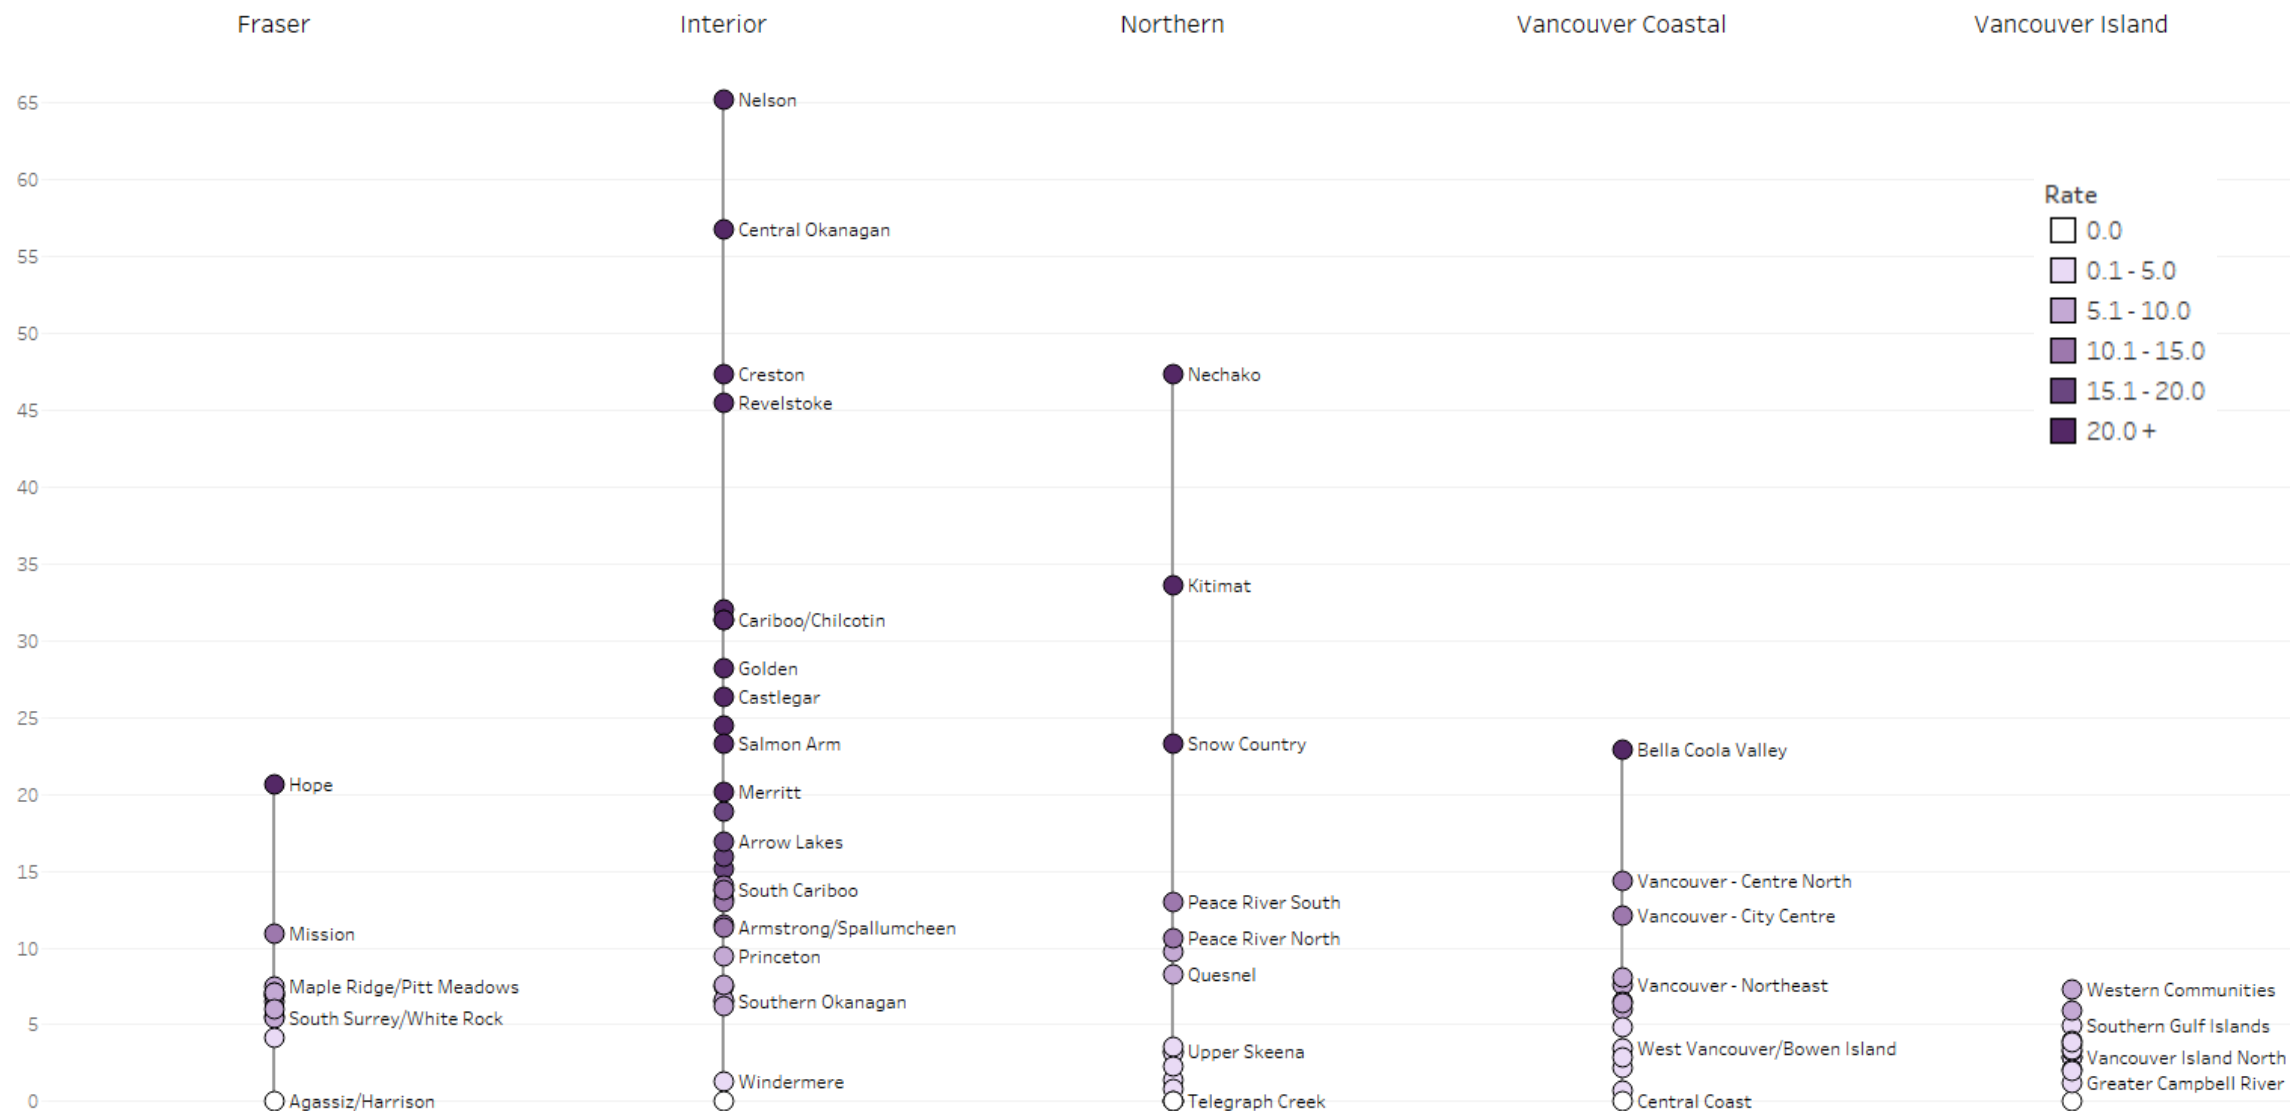 Fraser
Interior
Northern
Vancouver Coastal
Vancouver Island
65
60
55
50
45
40
35
30
25
20
15
10
5
0
Hope
Mission
Maple Ridge/Pitt Meadows
South Surrey/White Rock
Agassiz/Harrison
Nelson
Central Okanagan
Creston
Revelstoke
Cariboo/Chilcotin
Golden
Castlegar
Salmon Arm
Merritt
Arrow Lakes
South Cariboo
Armstrong/Spallumcheen
Princeton
Southern Okanagan
Windermere
Nechako
Kitimat
Snow Country
Peace River South
Peace River North
Quesnel
Upper Skeena
Telegraph Creek
Bella Coola Valley
Vancouver - Centre North
Vancouver - City Centre
Vancouver - Northeast
West Vancouver/Bowen Island
Central Coast
Rate
0.0
0.1 - 5.0
5.1 - 10.0
10.1 - 15.0
15.1 - 20.0
20.0 +
Western Communities
Southern Gulf Islands
Vancouver Island North
Greater Campbell River